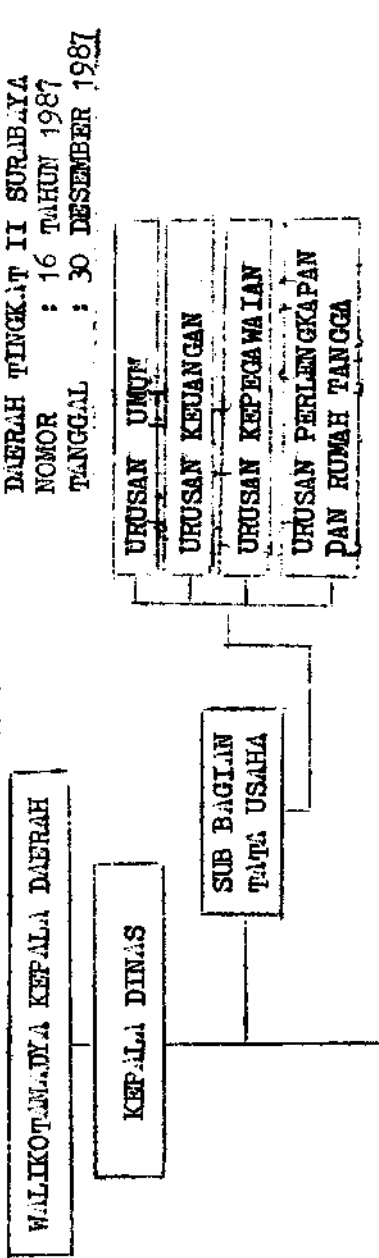 DAERAH TINGKAT II SURABAYA
NOMOR : 16 TAHUN 1987
TANGGAL : 30 DESEMBER 1987
WALIKOTAMADYA KEPALA DAERAH
KEPALA DINAS
SUB BAGIAN
TATA USAHA
URUSAN UMUM
URUSAN KEUANGAN
URUSAN KEPEGAWAIAN
URUSAN PERLENGKAPAN
DAN RUMAH TANGGA